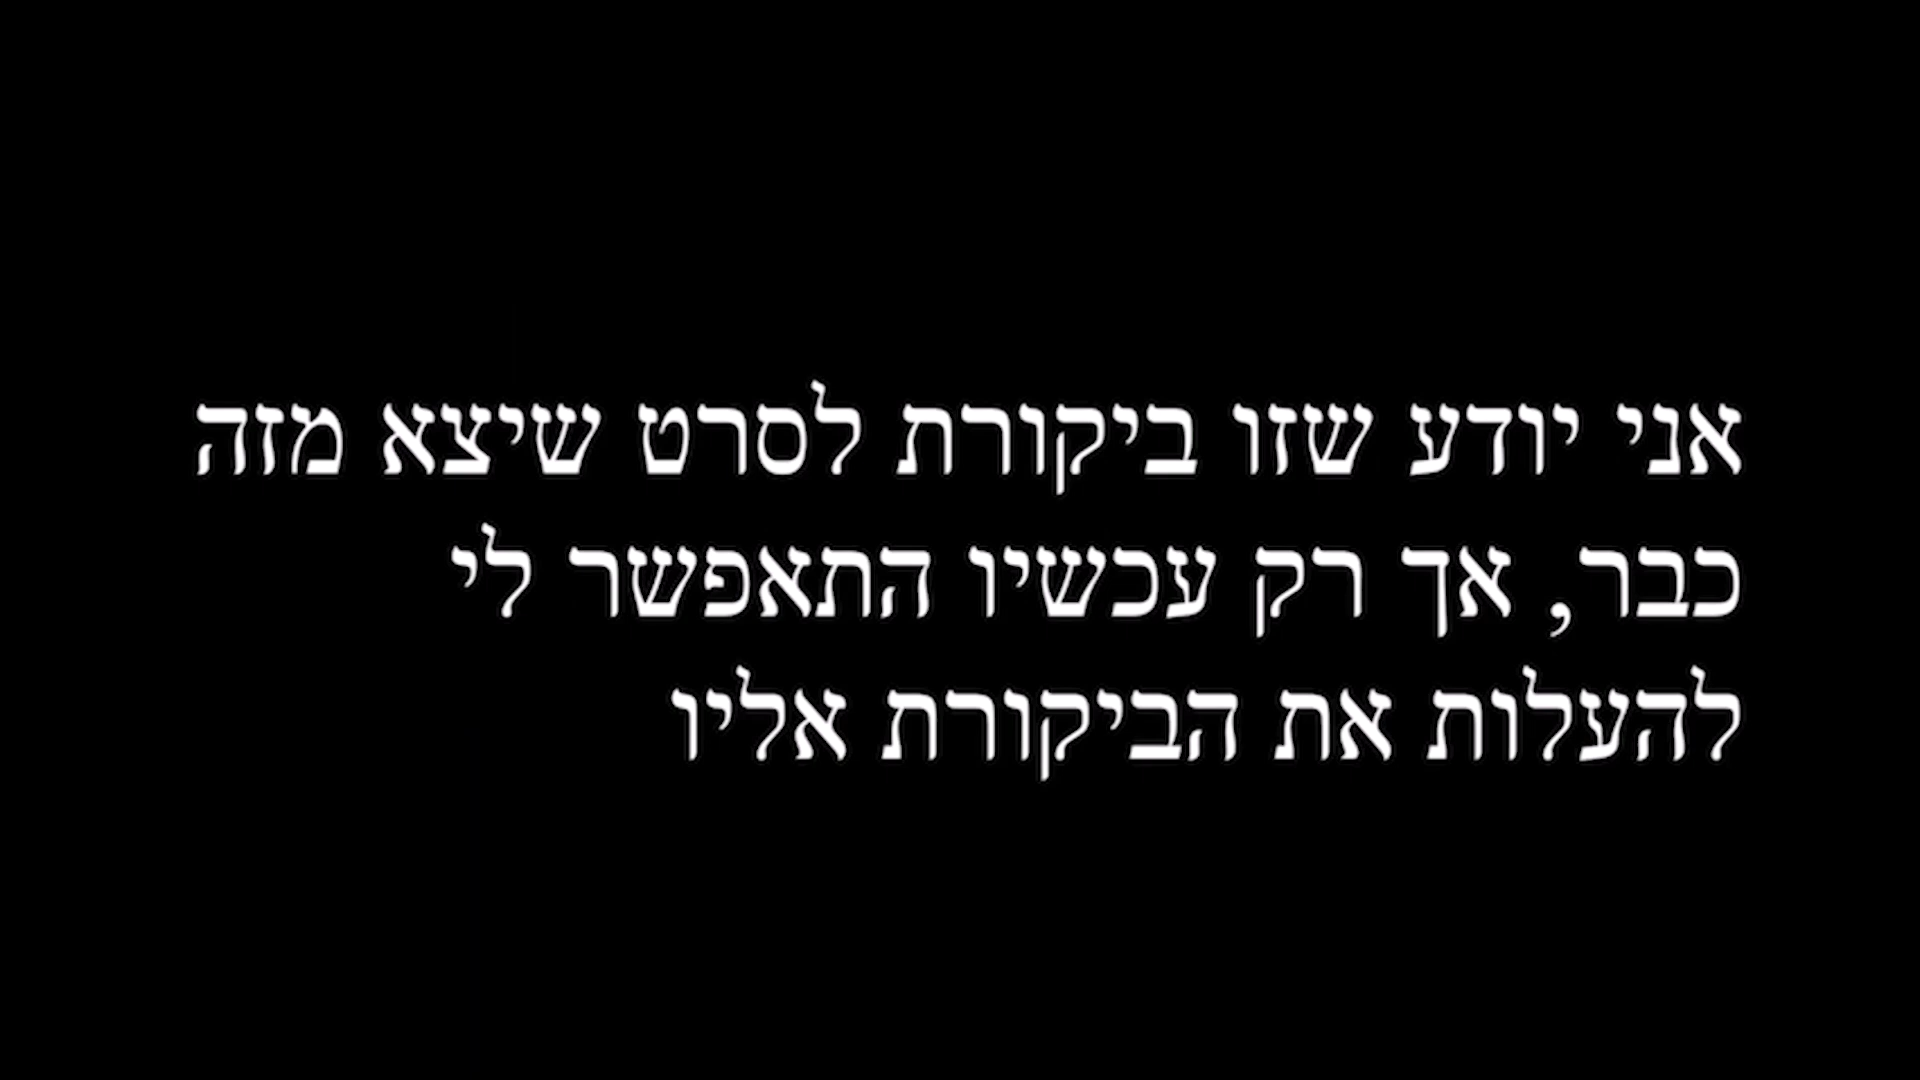 אני יודע שזו ביקורת לסרט שיצא מזה
כבר, אך רק עכשיו התאפשר לי
להעלות את הביקורת אליו